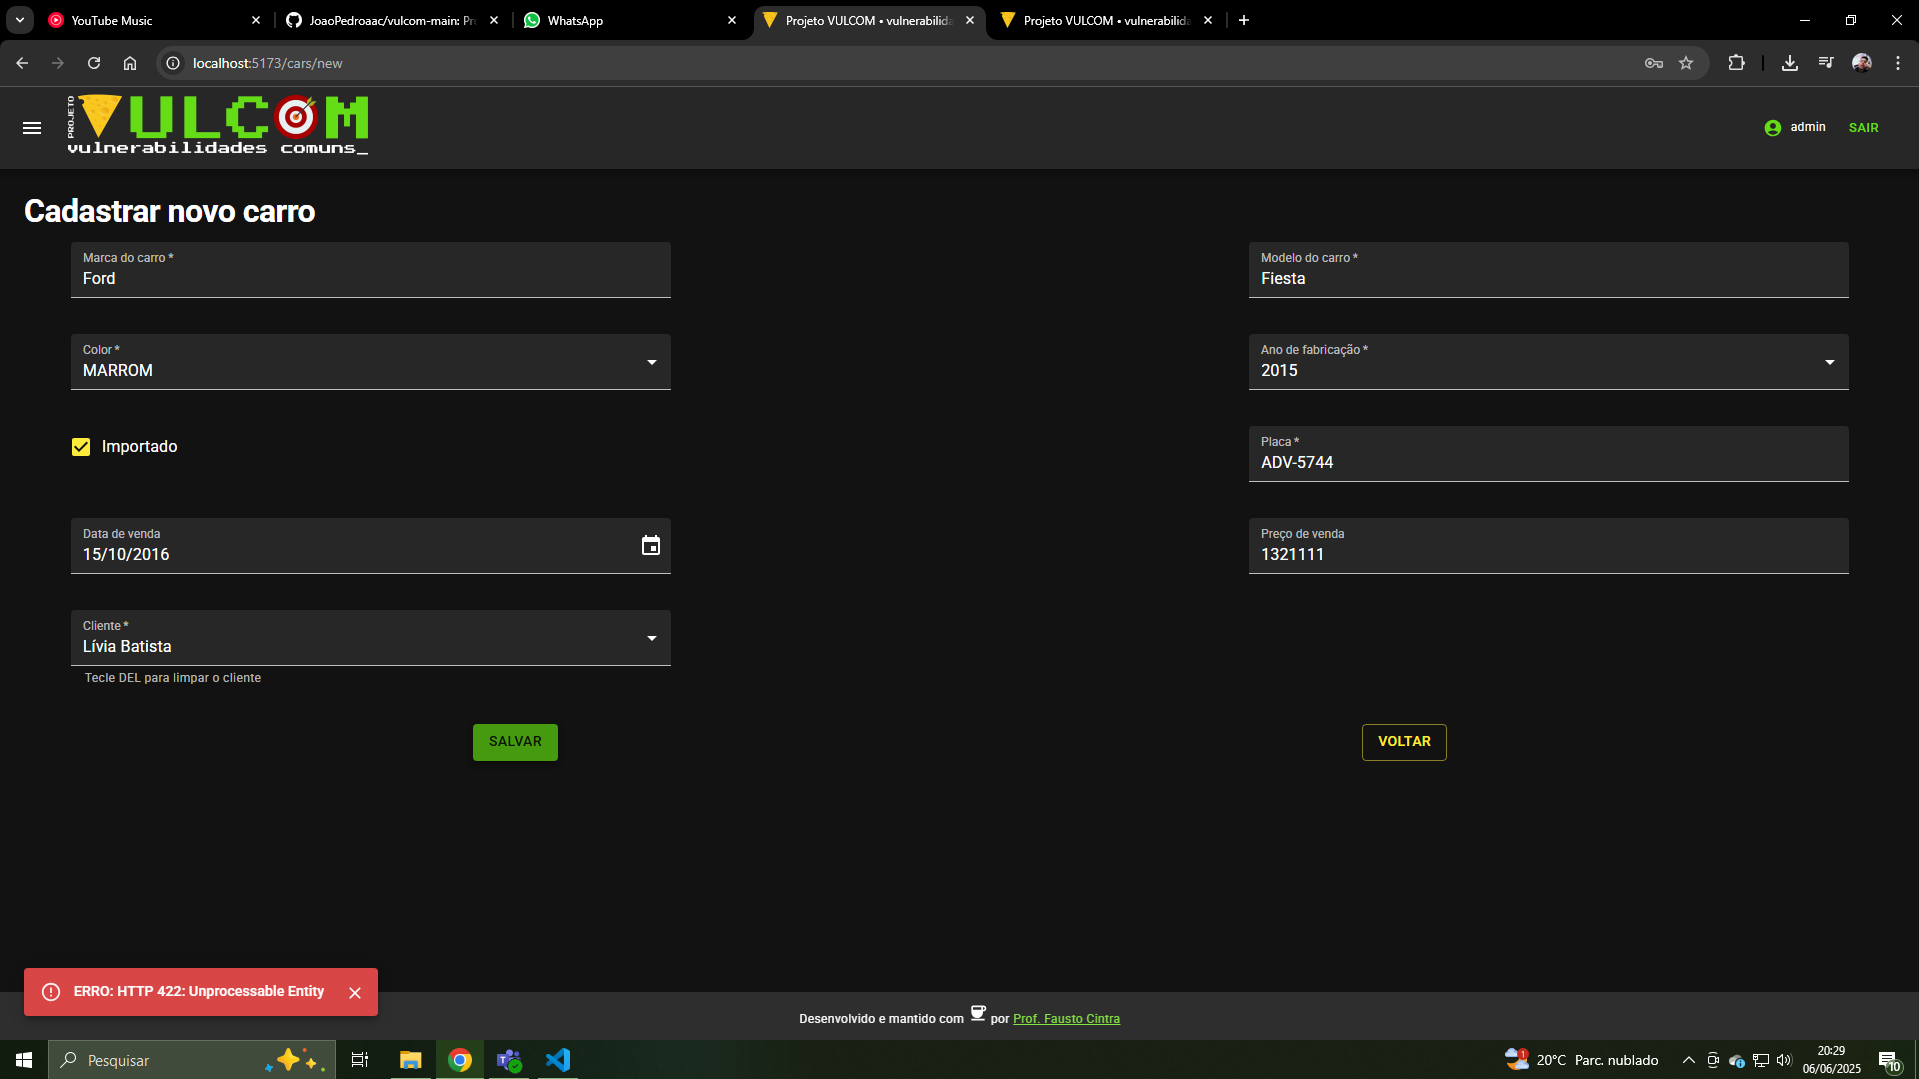 YouTube Music
JoaoPedroaac/vulcom-main: Pr
WhatsApp
Projeto VULCOM • vulnerabilida
Projeto VULCOM • vulnerabilida
localhost:5173/cars/new
PROJETO
VULCOM
vulnerabilidades comuns_
admin
SAIR
Cadastrar novo carro
Marca do carro *
Ford
Modelo do carro *
Fiesta
Color *
MARROM
Ano de fabricação *
2015
Importado
Placa *
ADV-5744
Data de venda
15/10/2016
Preço de venda
1321111
Cliente *
Lívia Batista
Tecle DEL para limpar o cliente
SALVAR
VOLTAR
ERRO: HTTP 422: Unprocessable Entity
Desenvolvido e mantido com por Prof. Fausto Cintra
Pesquisar
1
20°C Parc. nublado
20:29
06/06/2025
10